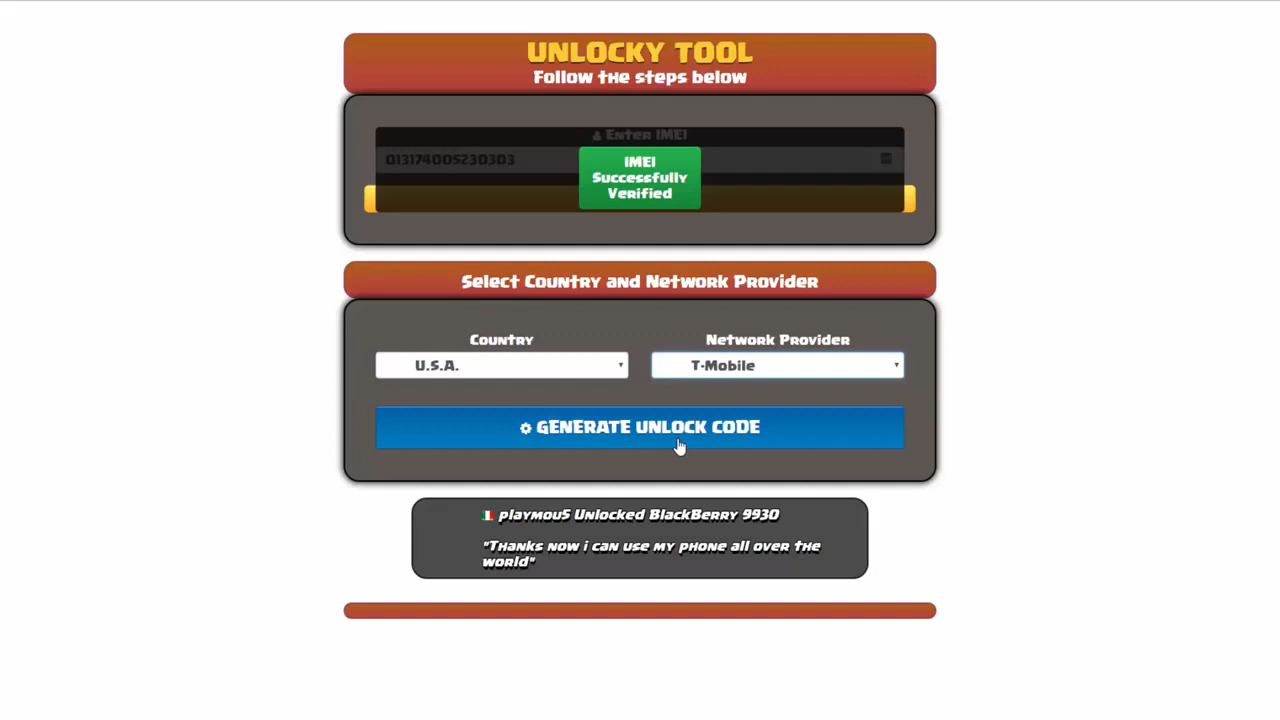 UNLOCKY TOOL
Follow the steps below
Enter IMEI
013174005230303
IMEI
Successfully
Verified
Select Country and Network Provider
Country
Network Provider
U.S.A.
T-Mobile
GENERATE UNLOCK CODE
playmou5 Unlocked BlackBerry 9930
"Thanks now i can use my phone all over the
world"